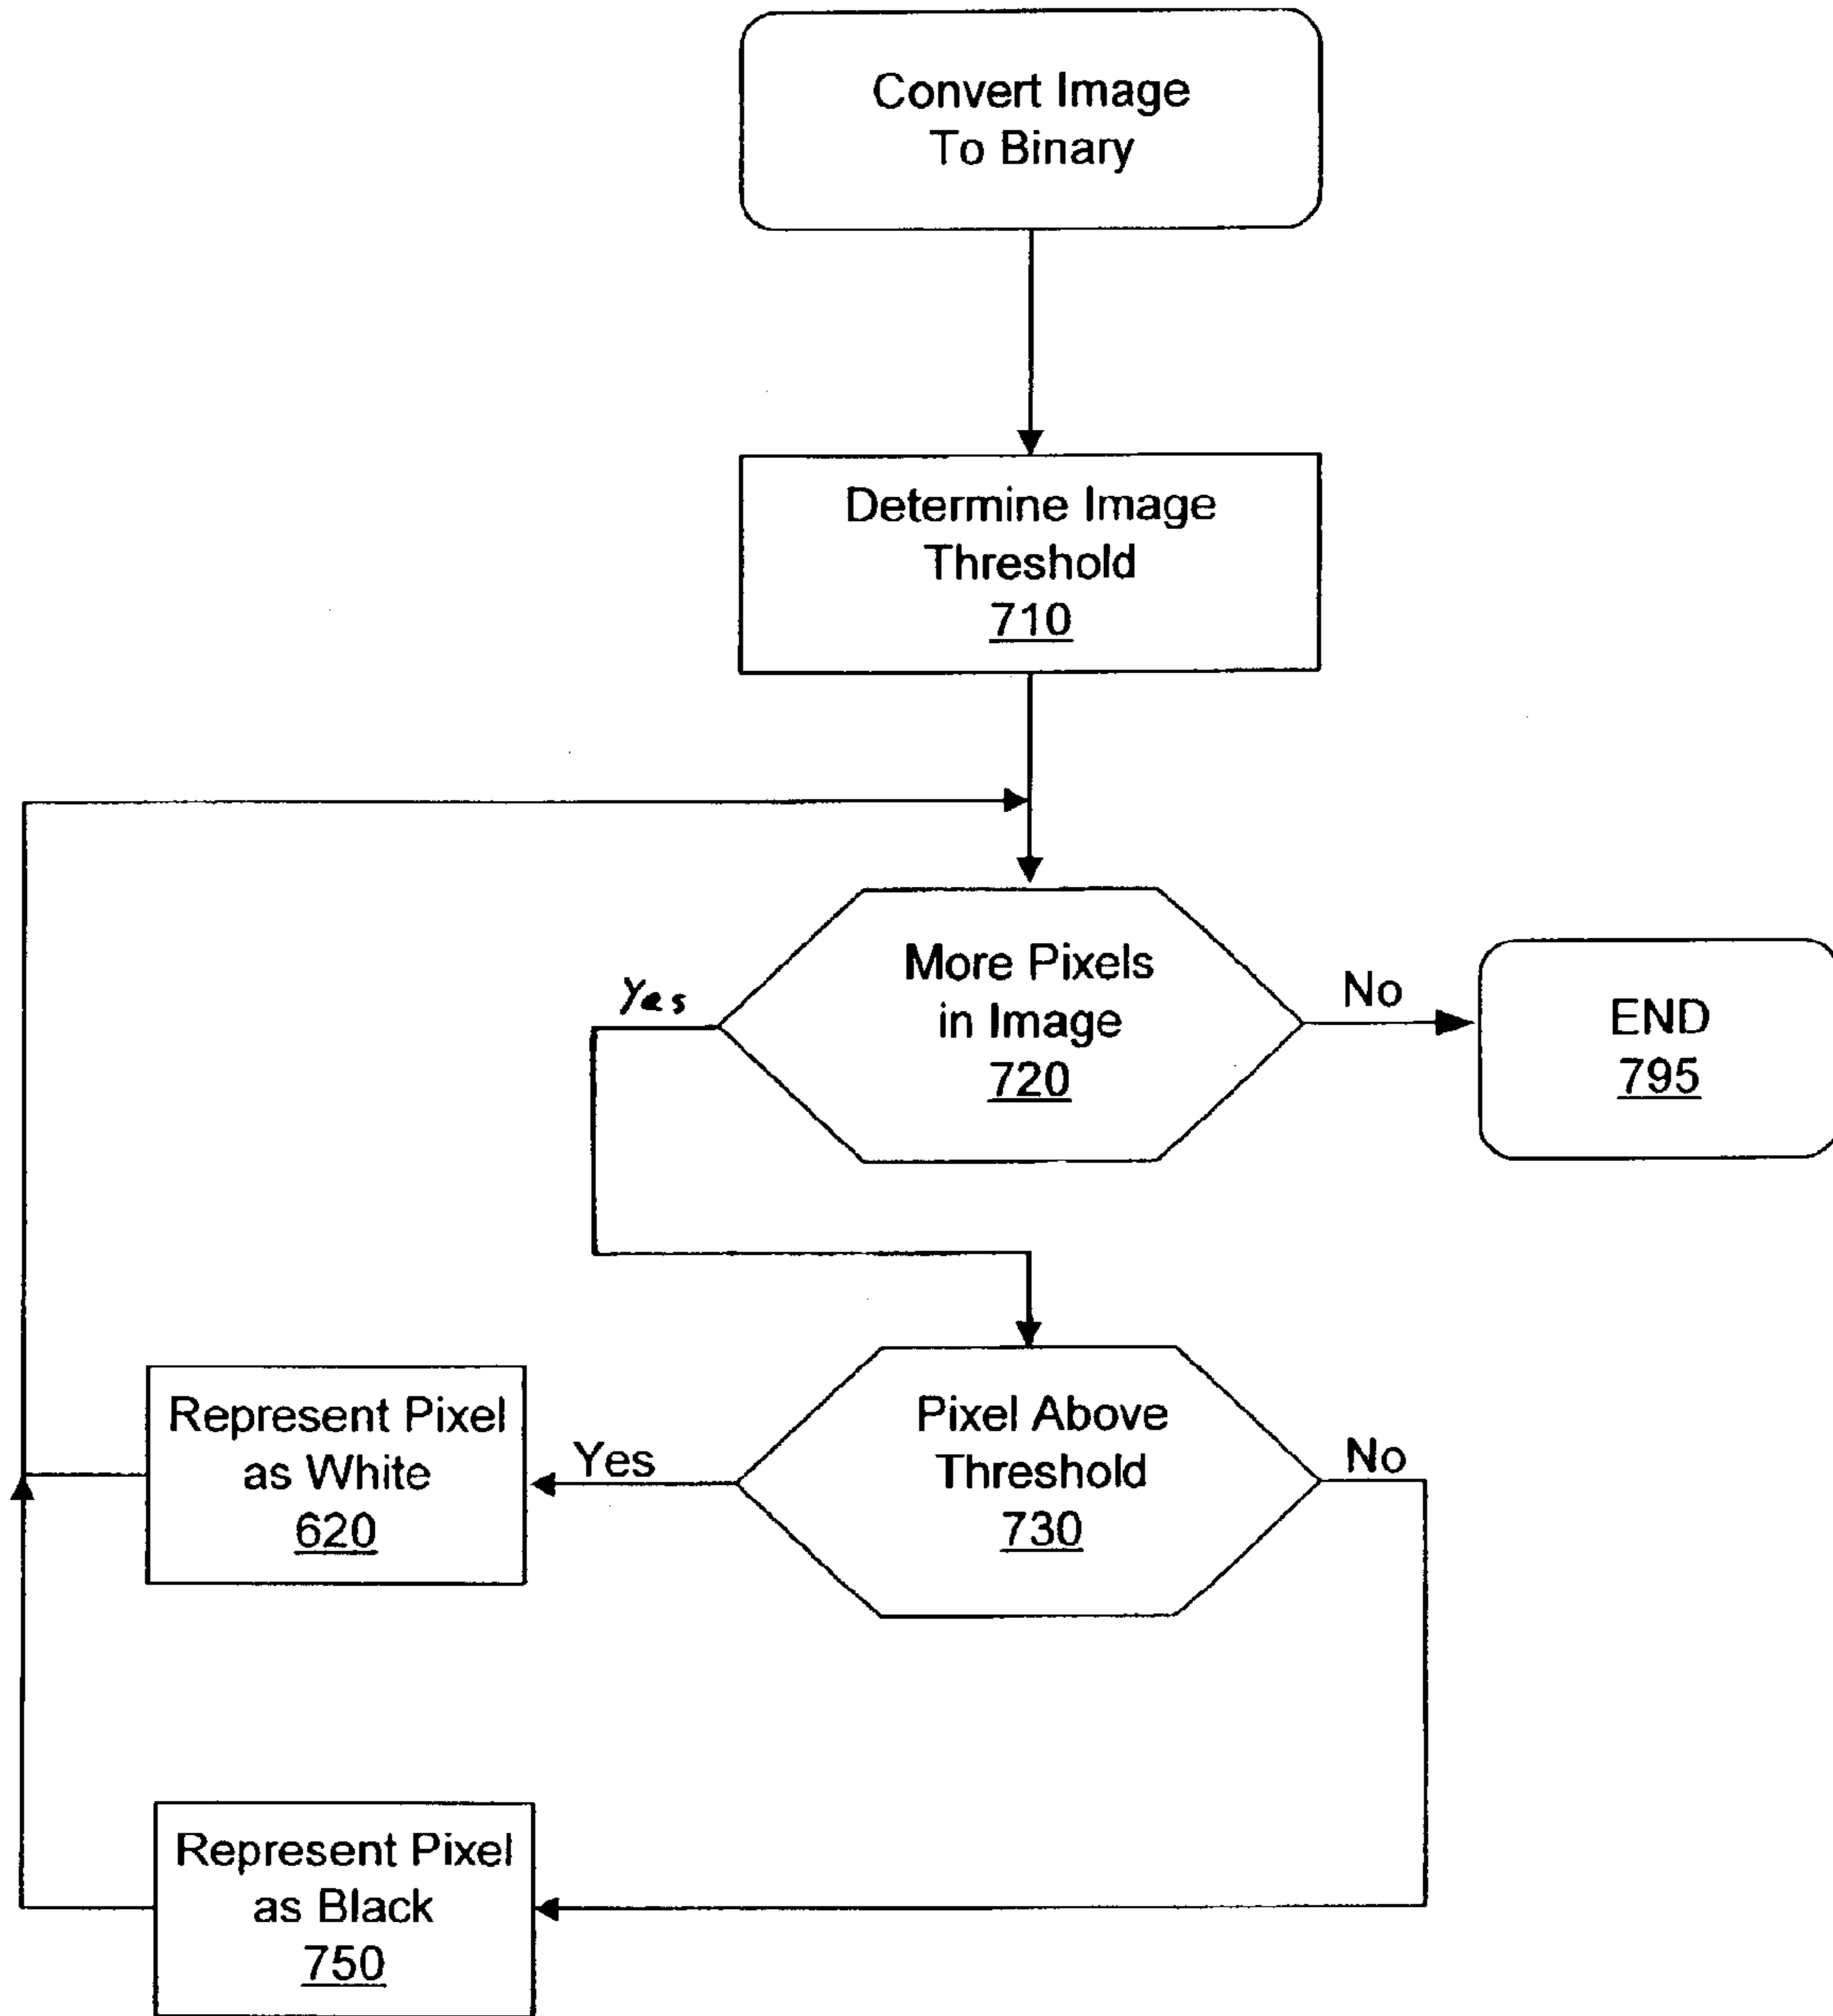 Convert Image
To Binary
Determine Image
Threshold
710
More Pixels
in Image
720
Yes
No
END
795
Pixel Above
Threshold
730
Yes
No
Represent Pixel
as White
620
Represent Pixel
as Black
750